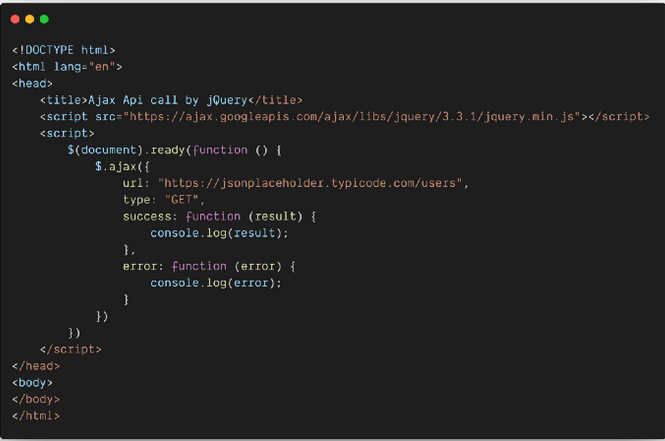 <!DOCTYPE html>
<html lang="en">
<head>
    <title>Ajax Api call by jQuery</title>
    <script src="https://ajax.googleapis.com/ajax/libs/jquery/3.3.1/jquery.min.js"></script>
    <script>
        $(document).ready(function () {
            $.ajax({
                url: "https://jsonplaceholder.typicode.com/users",
                type: "GET",
                success: function (result) {
                    console.log(result);
                },
                error: function (error) {
                    console.log(error);
                }
            })
        })
    </script>
</head>
<body>
</body>
</html>